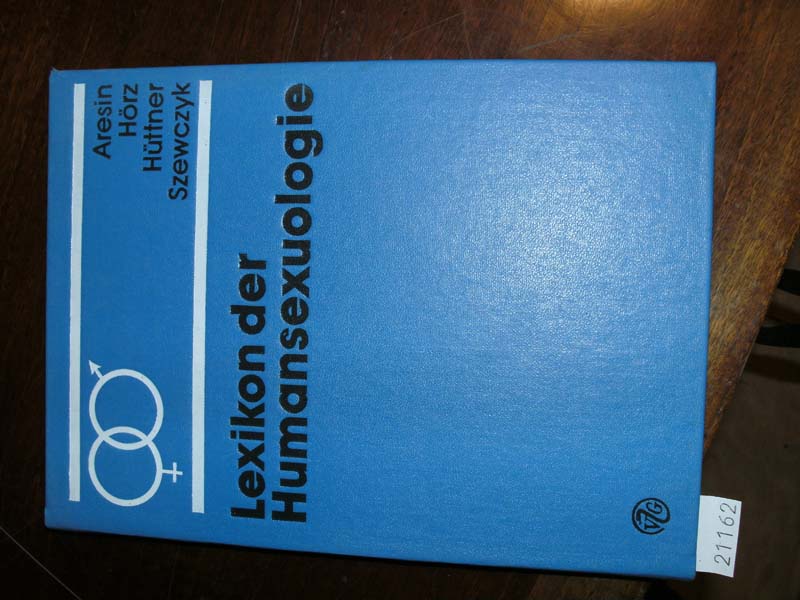 Aresin
Hörz
Hüttner
Szewczyk
Lexikon der
Humansexuologie
VG
21162